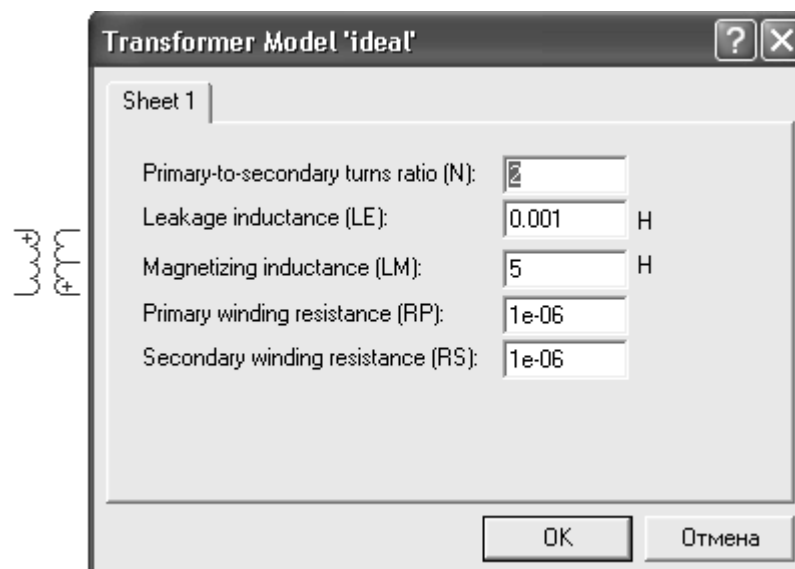 Transformer Model 'ideal'
Sheet 1
Primary-to-secondary turns ratio (N): 2
Leakage inductance (LE): 0.001 H
Magnetizing inductance (LM): 5 H
Primary winding resistance (RP): 1e-06
Secondary winding resistance (RS): 1e-06
OK Отмена